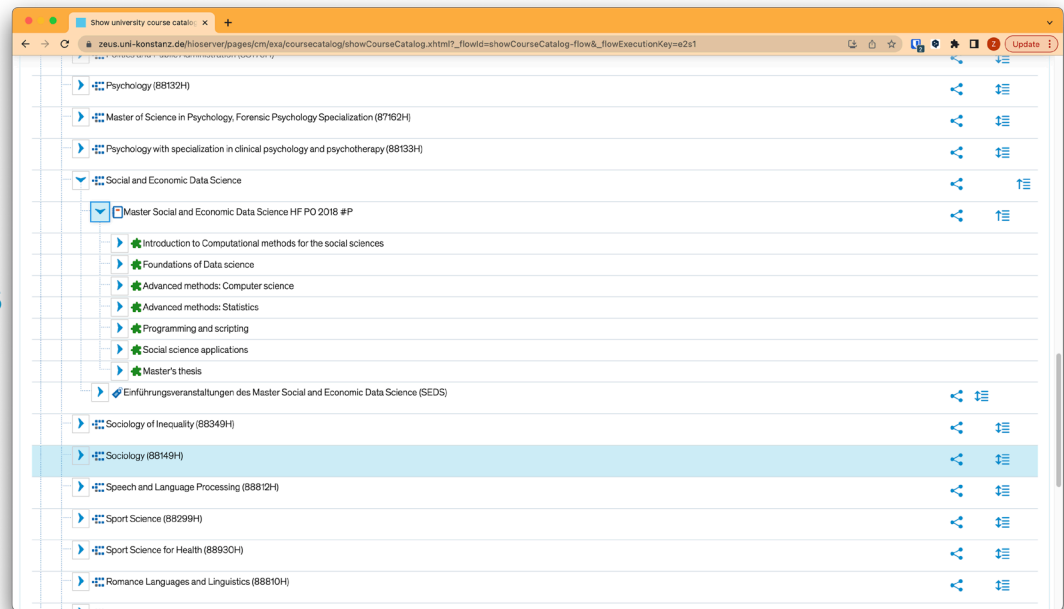 Show university course catalog
zeus.uni-konstanz.de/hioserver/pages/cm/exa/coursecatalog/showCourseCatalog.xhtml?_flowId=showCourseCatalog-flow&_flowExecutionKey=e2s1
Z
Update
Psychology (88132H)
Master of Science in Psychology, Forensic Psychology Specialization (87162H)
Psychology with specialization in clinical psychology and psychotherapy (88133H)
Social and Economic Data Science
Master Social and Economic Data Science HF PO 2018 #P
Introduction to Computational methods for the social sciences
Foundations of Data science
Advanced methods: Computer science
Advanced methods: Statistics
Programming and scripting
Social science applications
Master's thesis
Einführungsveranstaltungen des Master Social and Economic Data Science (SEDS)
Sociology of Inequality (88349H)
Sociology (88149H)
Speech and Language Processing (88812H)
Sport Science (88299H)
Sport Science for Health (88930H)
Romance Languages and Linguistics (88810H)